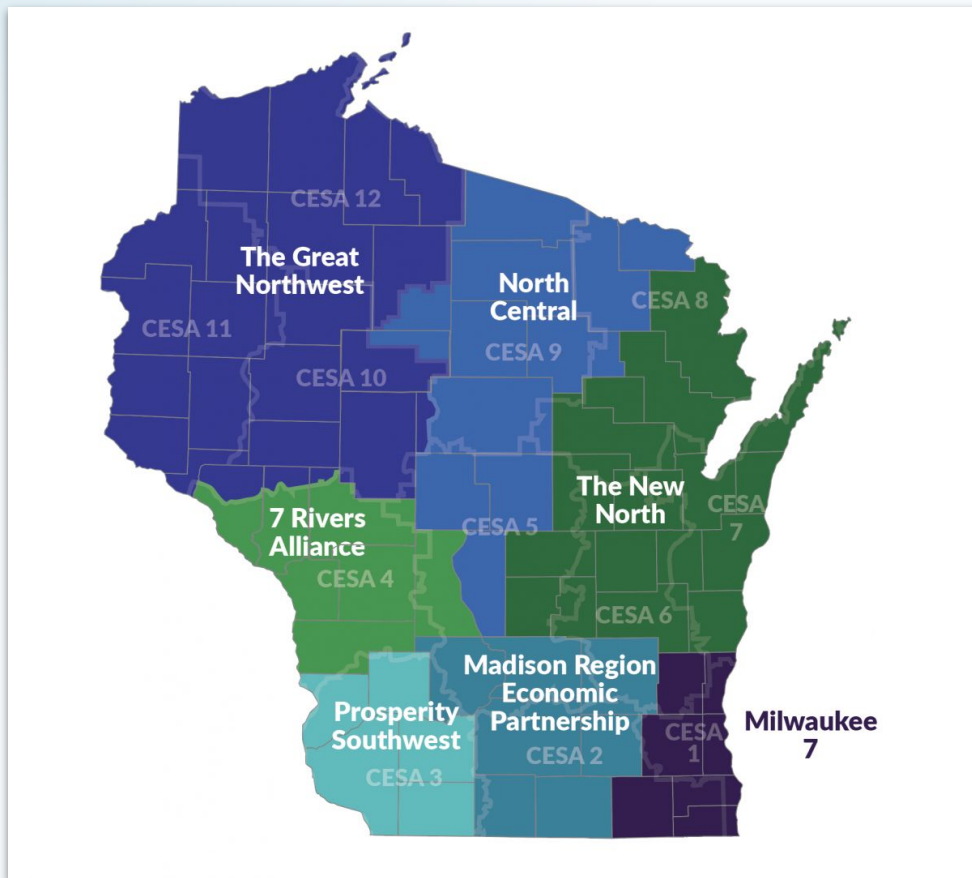 CESA 12
The Great
Northwest
North
Central
CESA 8
CESA 11
CESA 9
CESA 10
The New
North
CESA
7
7 Rivers
Alliance
CESA 5
CESA 4
CESA 6
Madison Region
Economic
Partnership
Prosperity
Southwest
CESA
1
Milwaukee
7
CESA 2
CESA 3